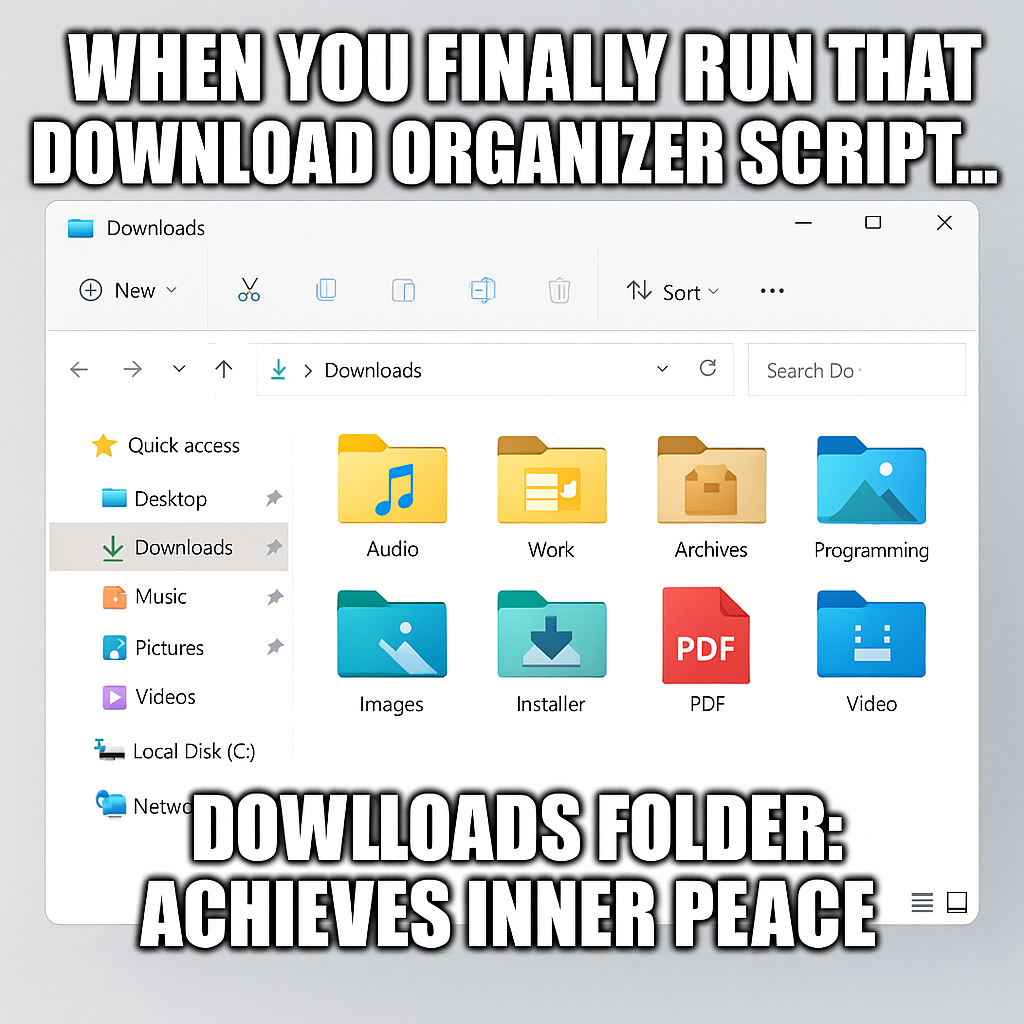 WHEN YOU FINALLY RUN THAT
DOWNLOAD ORGANIZER SCRIPT...
Downloads
New
Sort
Downloads
Search Do
Quick access
Desktop
Downloads
Music
Pictures
Videos
Local Disk (C:)
Netwo
Audio
Work
Archives
Programming
Images
Installer
PDF
PDF
Video
DOWLLOADS FOLDER:
ACHIEVES INNER PEACE